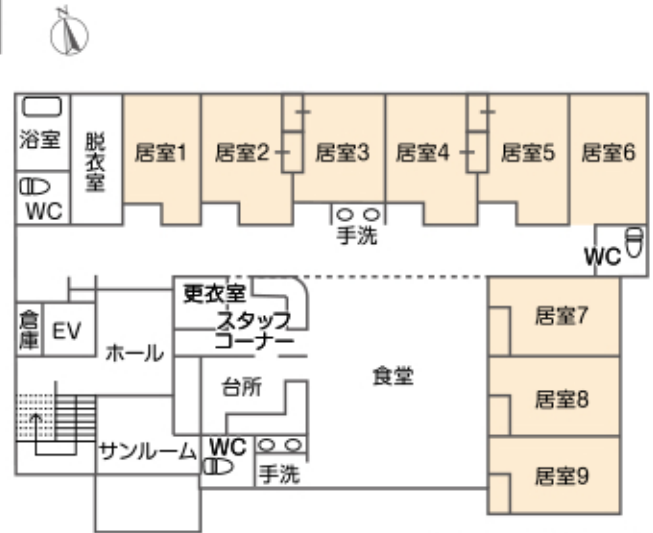 N
浴室
脱衣室
居室1
居室2
居室3
居室4
居室5
居室6
WC
手洗
WC
更衣室
スタッフ
コーナー
倉庫
EV
ホール
台所
食堂
居室7
居室8
居室9
サンルーム
WC
手洗